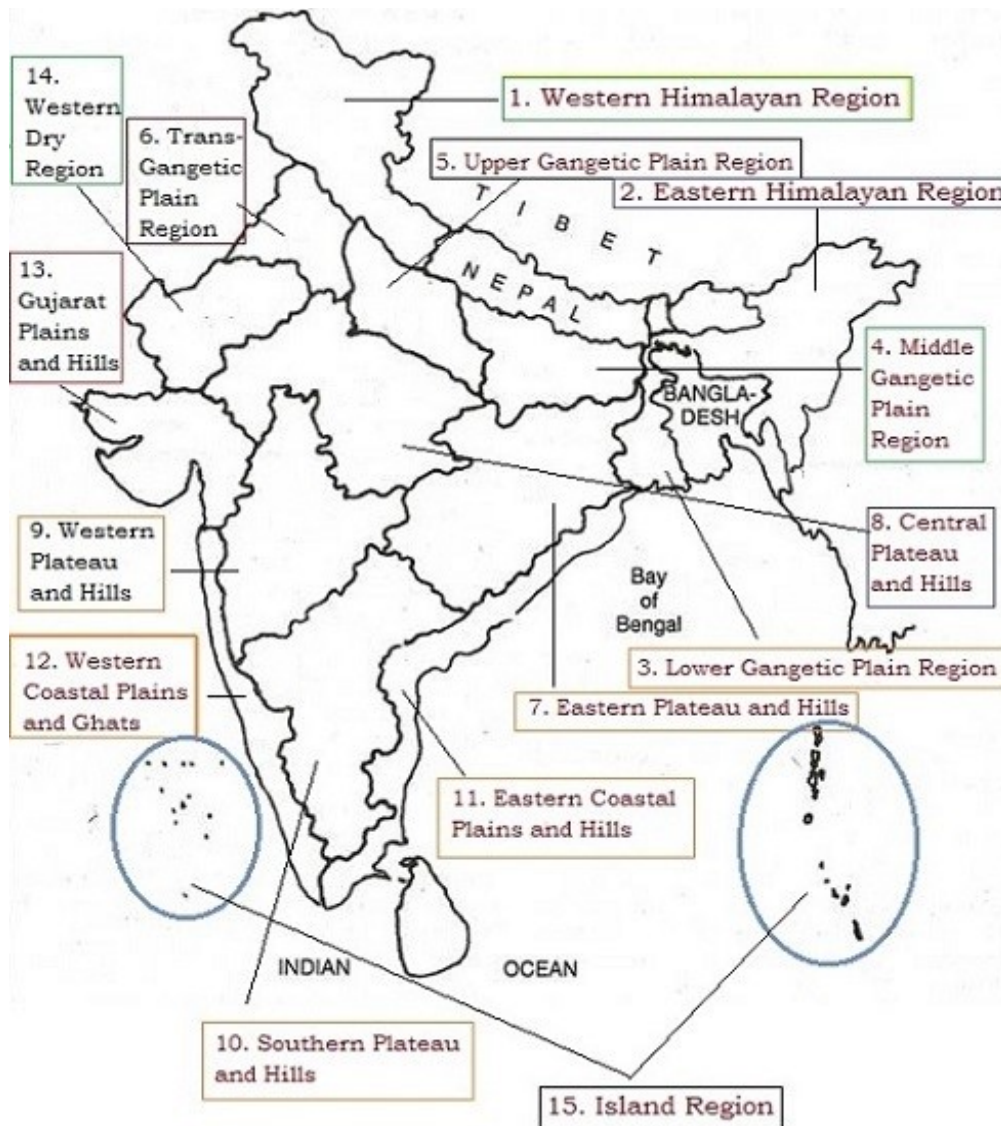 14.
Western
Dry
Region
6. Trans-
Gangetic
Plain
Region
1. Western Himalayan Region
5. Upper Gangetic Plain Region
2. Eastern Himalayan Region
TIBET
NEPAL
13.
Gujarat
Plains
and Hills
4. Middle
Gangetic
Plain
Region
BANGLA-
DESH
9. Western
Plateau
and Hills
8. Central
Plateau
and Hills
Bay
of
Bengal
12. Western
Coastal Plains
and Ghats
3. Lower Gangetic Plain Region
7. Eastern Plateau and Hills
11. Eastern Coastal
Plains and Hills
INDIAN OCEAN
10. Southern Plateau
and Hills
15. Island Region